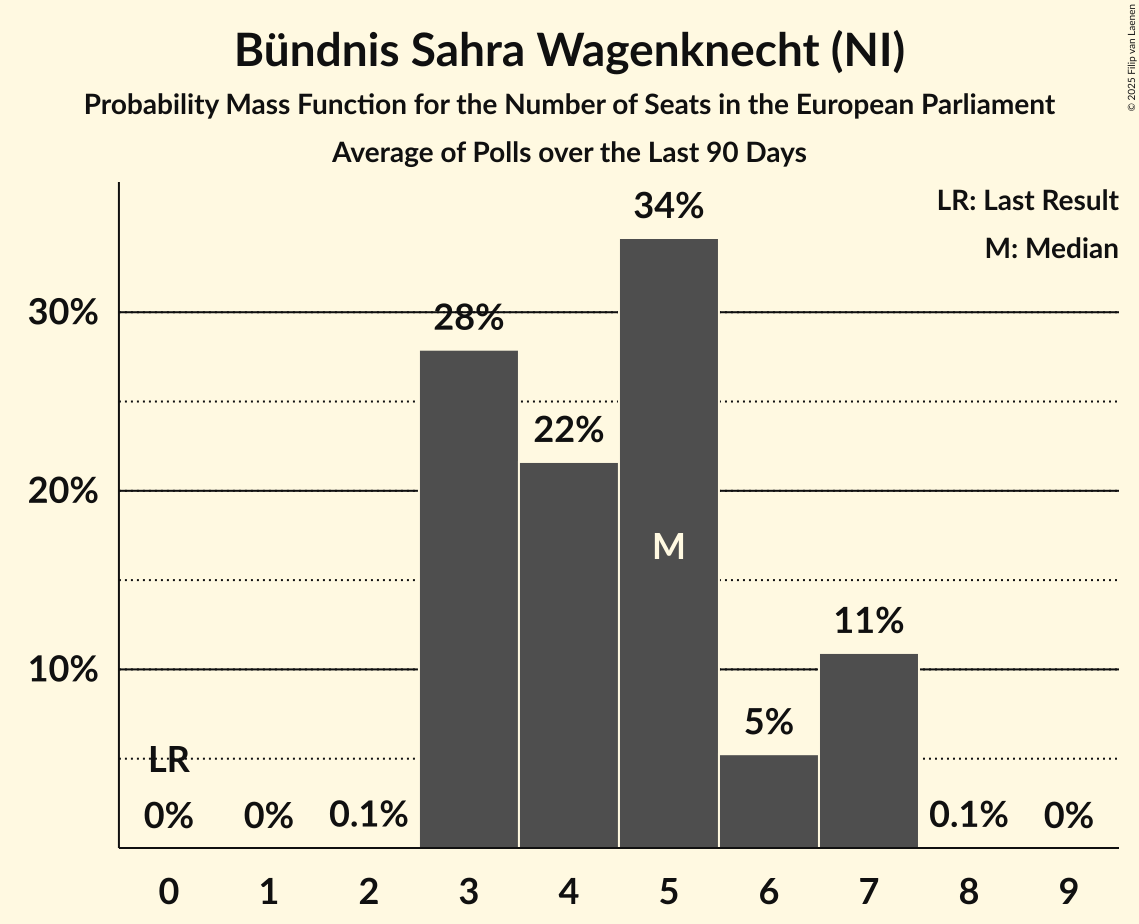 Bündnis Sahra Wagenknecht (NI)
Probability Mass Function for the Number of Seats in the European Parliament
Average of Polls over the Last 90 Days
© 2025 Filip van Laenen
LR: Last Result
M: Median
34%
30%
28%
22%
20%
M
11%
10%
5%
LR
0% 0% 0.1% 0.1% 0%
0 1 2 3 4 5 6 7 8 9